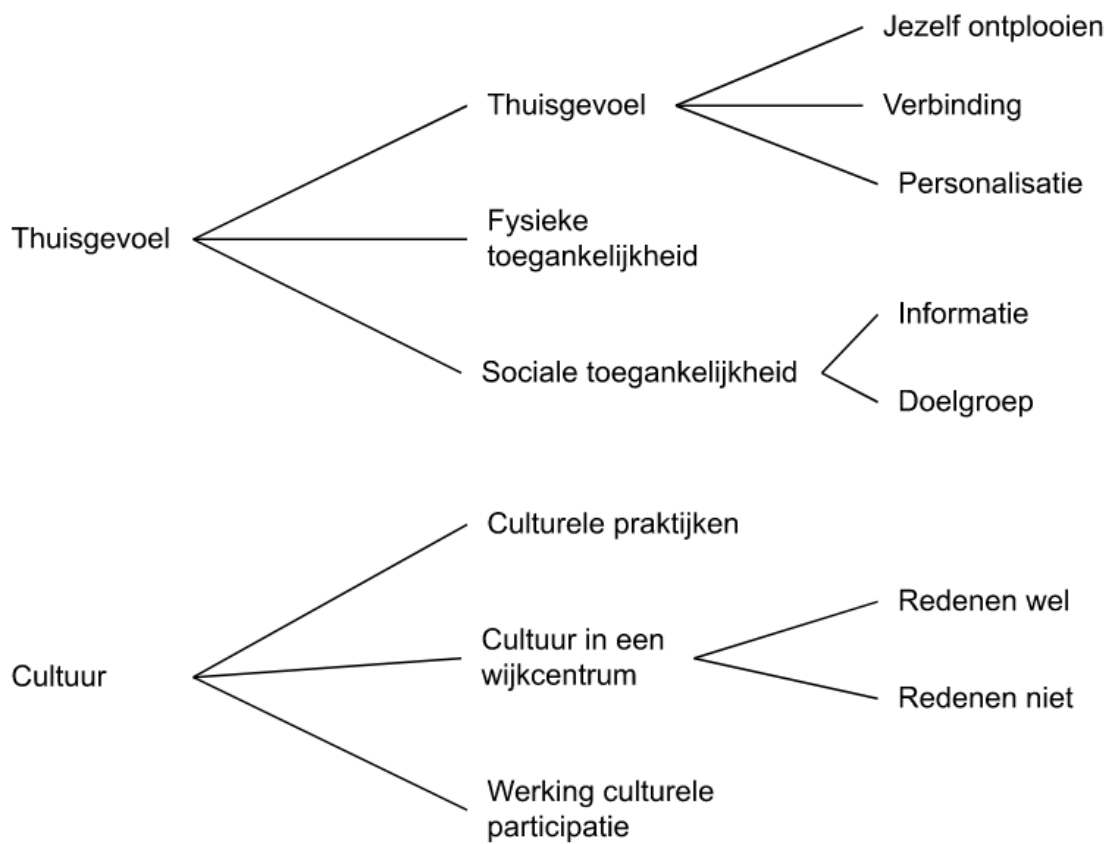 Jezelf ontplooien
Thuisgevoel
Verbinding
Personalisatie
Thuisgevoel
Fysieke
toegankelijkheid
Informatie
Sociale toegankelijkheid
Doelgroep
Culturele praktijken
Redenen wel
Cultuur in een
wijkcentrum
Cultuur
Redenen niet
Werking culturele
participatie